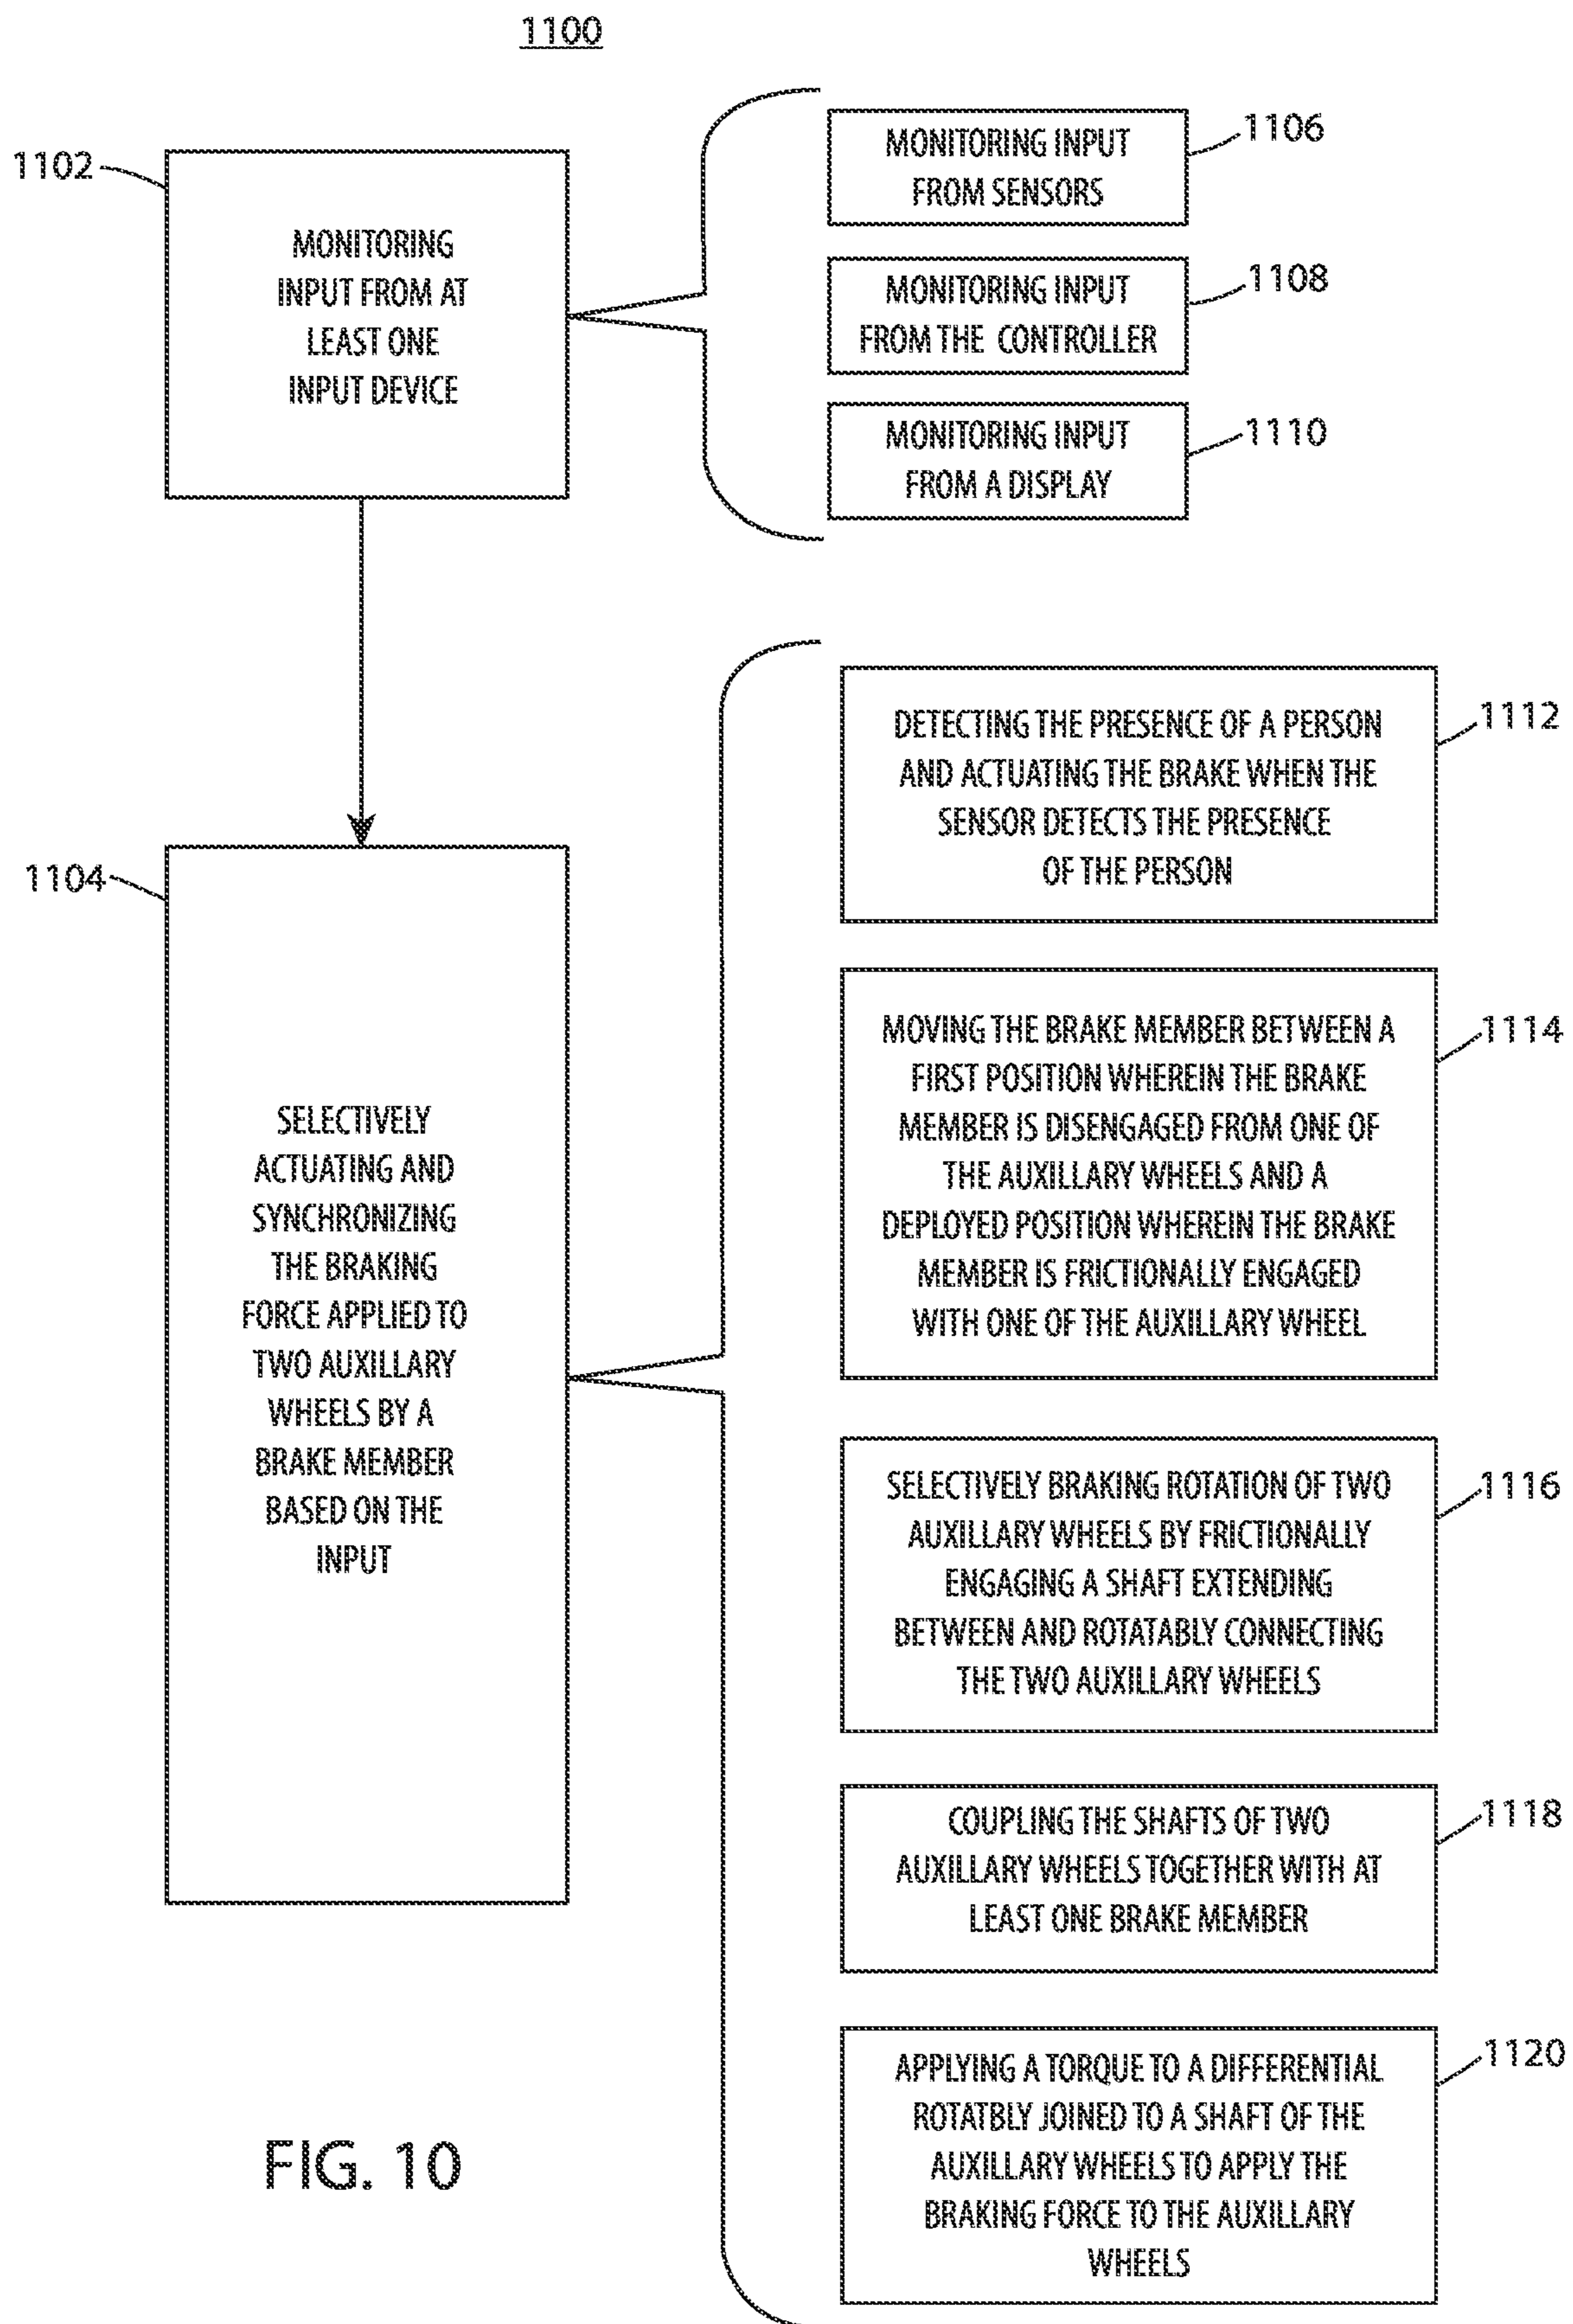 1100
1102
MONITORING
INPUT FROM AT
LEAST ONE
INPUT DEVICE
MONITORING INPUT
FROM SENSORS
1106
MONITORING INPUT
FROM THE CONTROLLER
1108
MONITORING INPUT
FROM A DISPLAY
1110
1104
SELECTIVELY
ACTUATING AND
SYNCHRONIZING
THE BRAKING
FORCE APPLIED TO
TWO AUXILLARY
WHEELS BY A
BRAKE MEMBER
BASED ON THE
INPUT
DETECTING THE PRESENCE OF A PERSON
AND ACTUATING THE BRAKE WHEN THE
SENSOR DETECTS THE PRESENCE
OF THE PERSON
1112
MOVING THE BRAKE MEMBER BETWEEN A
FIRST POSITION WHEREIN THE BRAKE
MEMBER IS DISENGAGED FROM ONE OF
THE AUXILLARY WHEELS AND A
DEPLOYED POSITION WHEREIN THE BRAKE
MEMBER IS FRICTIONALLY ENGAGED
WITH ONE OF THE AUXILLARY WHEEL
1114
SELECTIVELY BRAKING ROTATION OF TWO
AUXILLARY WHEELS BY FRICTIONALLY
ENGAGING A SHAFT EXTENDING
BETWEEN AND ROTATABLY CONNECTING
THE TWO AUXILLARY WHEELS
1116
COUPLING THE SHAFTS OF TWO
AUXILLARY WHEELS TOGETHER WITH AT
LEAST ONE BRAKE MEMBER
1118
APPLYING A TORQUE TO A DIFFERENTIAL
ROTATBLY JOINED TO A SHAFT OF THE
AUXILLARY WHEELS TO APPLY THE
BRAKING FORCE TO THE AUXILLARY
WHEELS
1120
FIG. 10